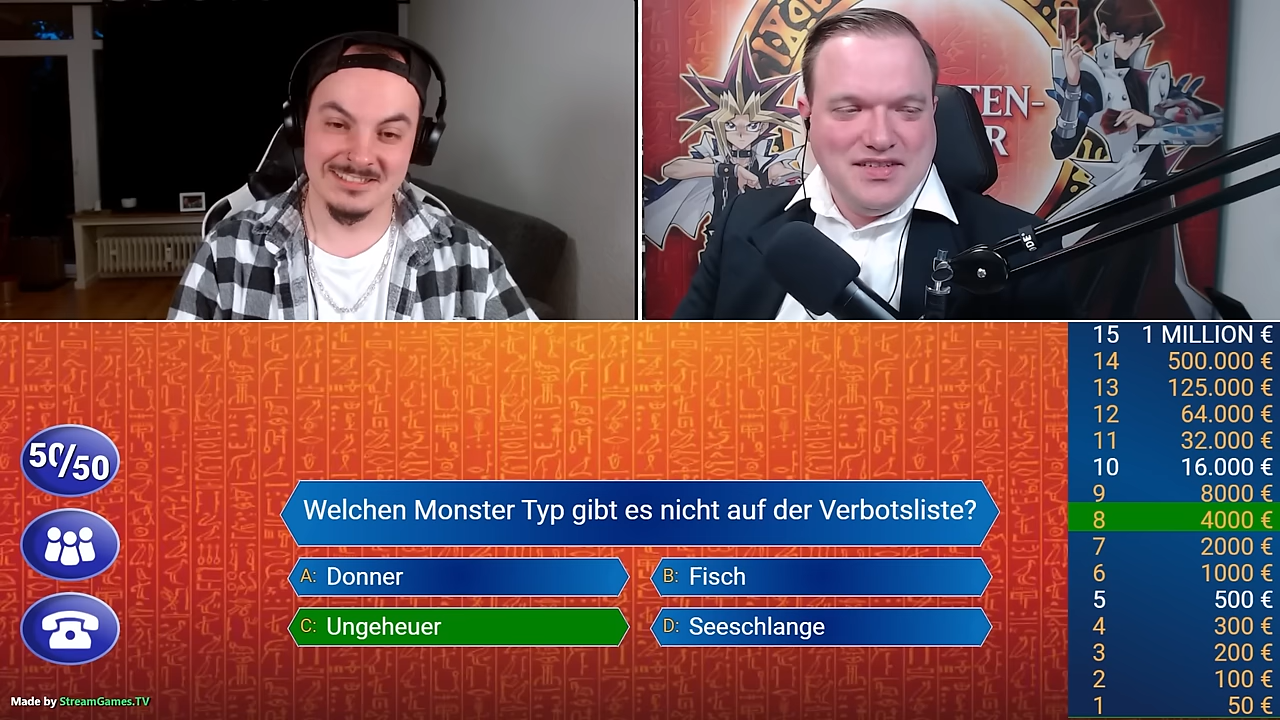 TEN-
R
15 1 MILLION €
14 500.000 €
13 125.000 €
12 64.000 €
11 32.000 €
10 16.000 €
9 8000 €
8 4000 €
7 2000 €
6 1000 €
5 500 €
4 300 €
3 200 €
2 100 €
1 50 €
50/50
Welchen Monster Typ gibt es nicht auf der Verbotsliste?
A: Donner
B: Fisch
C: Ungeheuer
D: Seeschlange
Made by StreamGames.TV